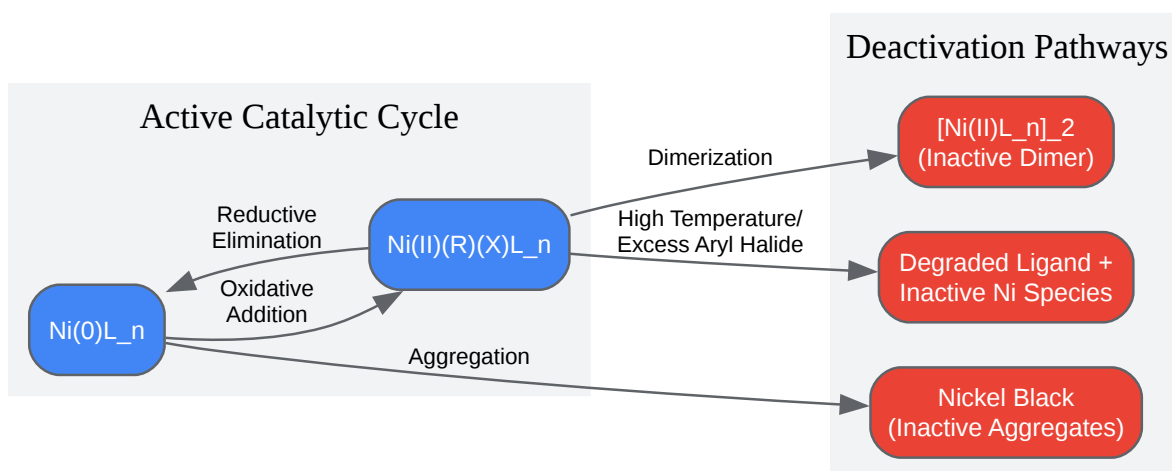 Deactivation Pathways
Active Catalytic Cycle
[Ni(II)L_n]_2
(Inactive Dimer)
Dimerization
Reductive
Elimination
Ni(II)(R)(X)L_n
High Temperature/
Excess Aryl Halide
Degraded Ligand +
Inactive Ni Species
Oxidative
Addition
Ni(0)L_n
Aggregation
Nickel Black
(Inactive Aggregates)